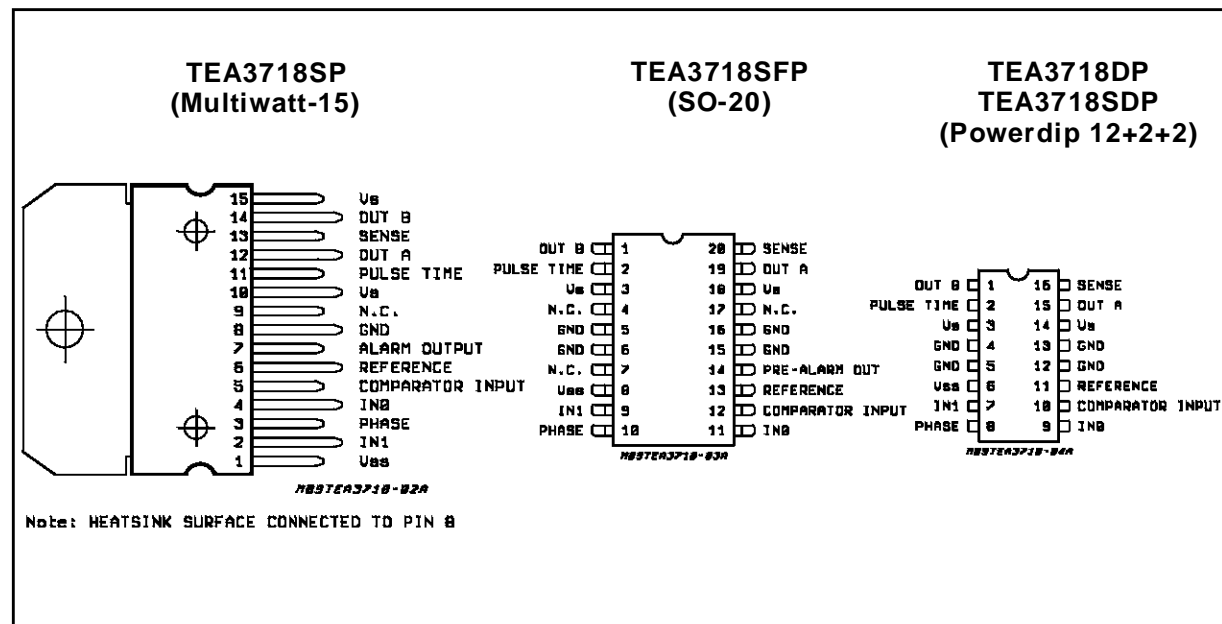 TEA3718SP
(Multiwatt-15)
15 Vs
14 OUT B
13 SENSE
12 OUT A
11 PULSE TIME
10 Vs
9 N.C.
8 GND
7 ALARM OUTPUT
6 REFERENCE
5 COMPARATOR INPUT
4 IN0
3 PHASE
2 IN1
1 Vss
M89TEA3718-02A
Note: HEATSINK SURFACE CONNECTED TO PIN 8
TEA3718SFP
(SO-20)
OUT B 1 20 SENSE
PULSE TIME 2 19 OUT A
Vs 3 18 Vs
N.C. 4 17 N.C.
GND 5 16 GND
GND 6 15 GND
N.C. 7 14 PRE-ALARM OUT
Vss 8 13 REFERENCE
IN1 9 12 COMPARATOR INPUT
PHASE 10 11 IN0
M89TEA3718-03A
TEA3718DP
TEA3718SDP
(Powerdip 12+2+2)
OUT B 1 16 SENSE
PULSE TIME 2 15 OUT A
Vs 3 14 Vs
GND 4 13 GND
GND 5 12 GND
Vss 6 11 REFERENCE
IN1 7 10 COMPARATOR INPUT
PHASE 8 9 IN0
M89TEA3718-04A